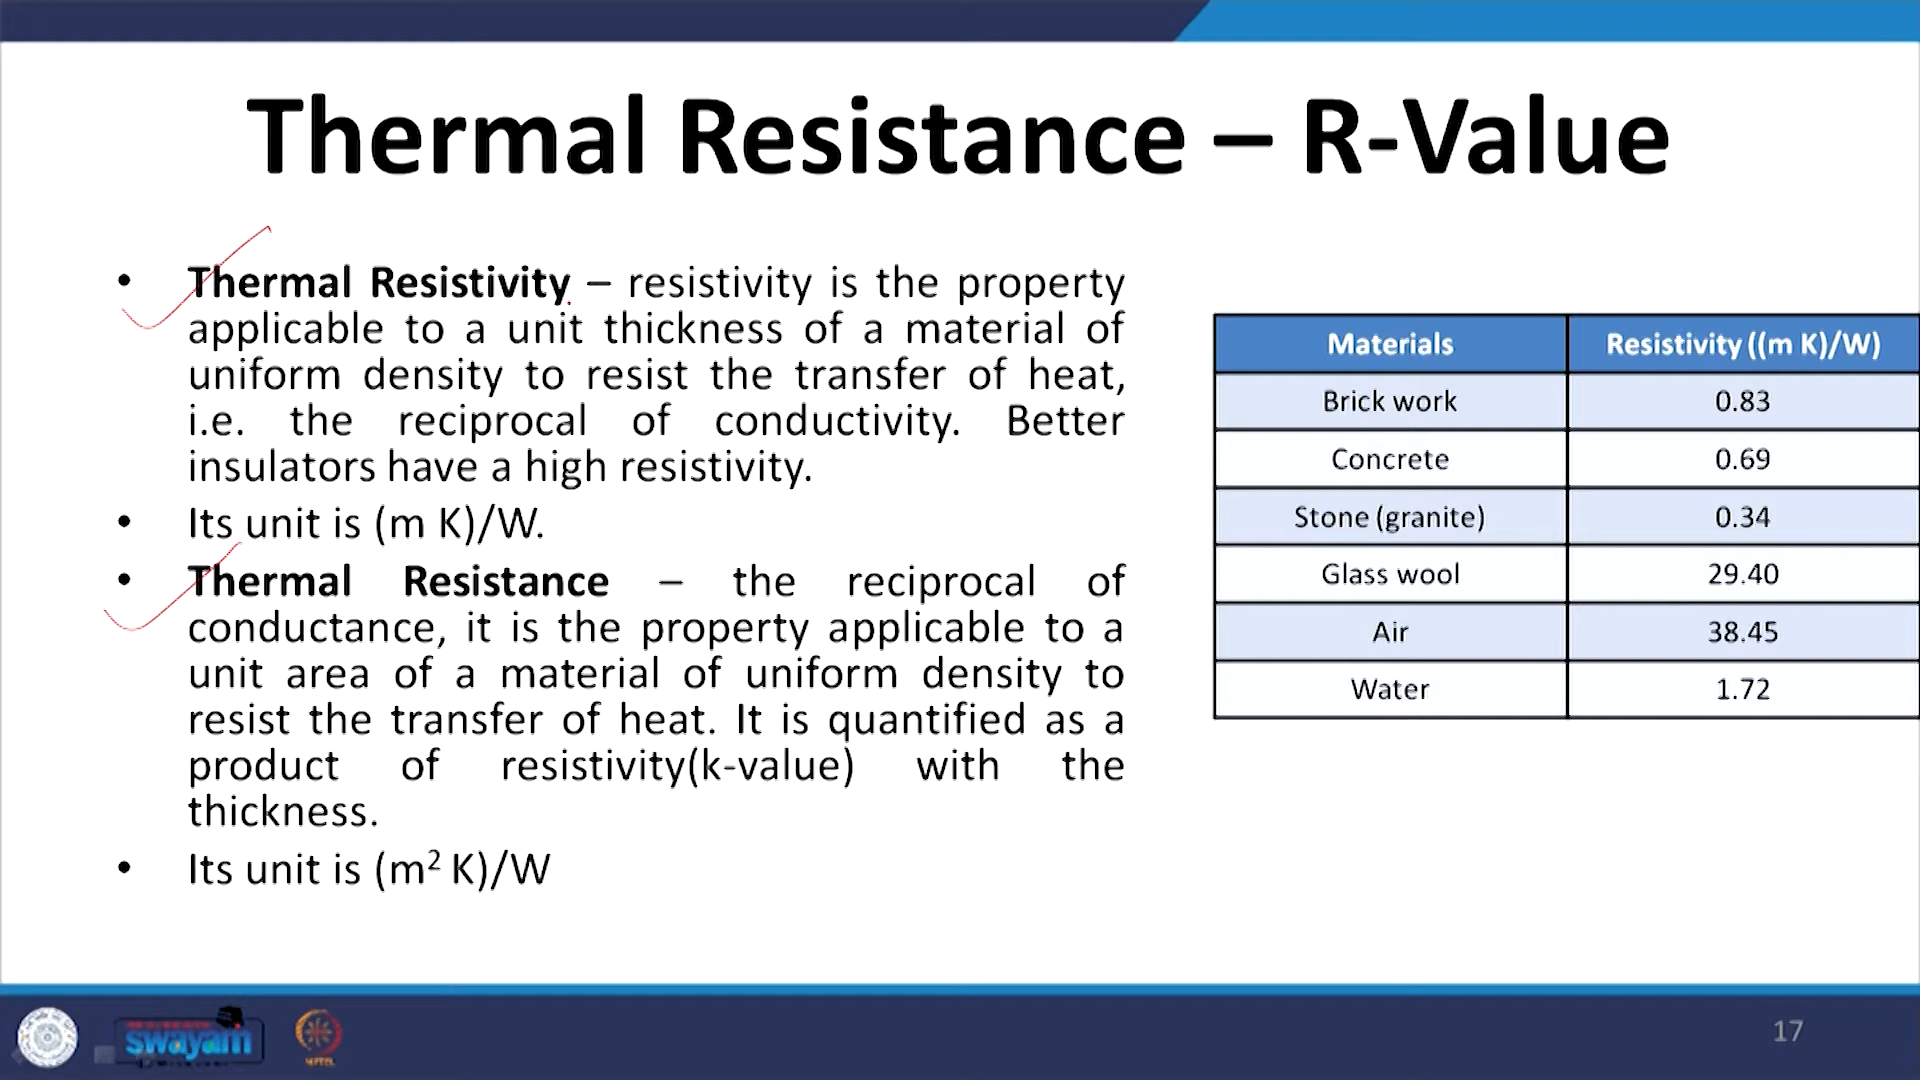 Thermal Resistance – R-Value
• Thermal Resistivity – resistivity is the property
applicable to a unit thickness of a material of
uniform density to resist the transfer of heat,
i.e. the reciprocal of conductivity. Better
insulators have a high resistivity.
• Its unit is (m K)/W.
• Thermal Resistance – the reciprocal of
conductance, it is the property applicable to a
unit area of a material of uniform density to
resist the transfer of heat. It is quantified as a
product of resistivity(k-value) with the
thickness.
• Its unit is (m² K)/W
Materials Resistivity ((m K)/W)
Brick work 0.83
Concrete 0.69
Stone (granite) 0.34
Glass wool 29.40
Air 38.45
Water 1.72
swayam
17